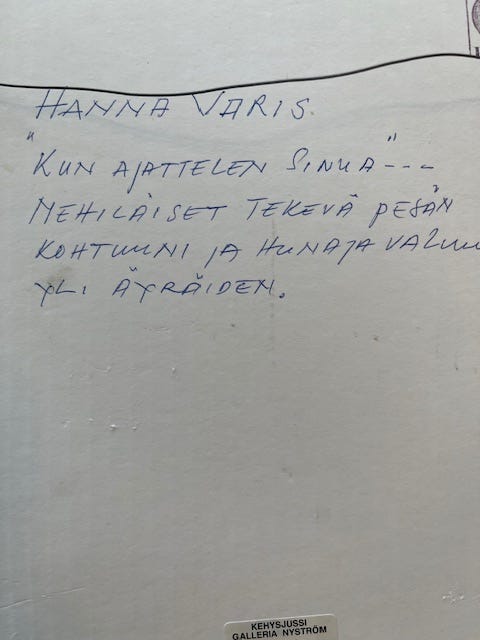 HANNA VARIS.
"KUN AJATTELEN SINUA"---
MEHILÄISET TEKEVÄ PESÄN
KOHTUUNI JA HUNAJA VALUU
YLI ÄYRÄIDEN.
KEHYSJUSSI
GALLERIA NYSTRÖM